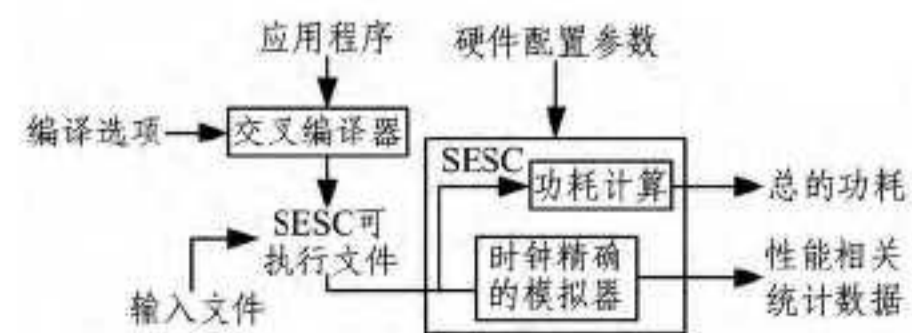 应用程序
硬件配置参数
编译选项
交叉编译器
SESC
功耗计算
总的功耗
SESC可
执行文件
时钟精确
的模拟器
性能相关
统计数据
输入文件